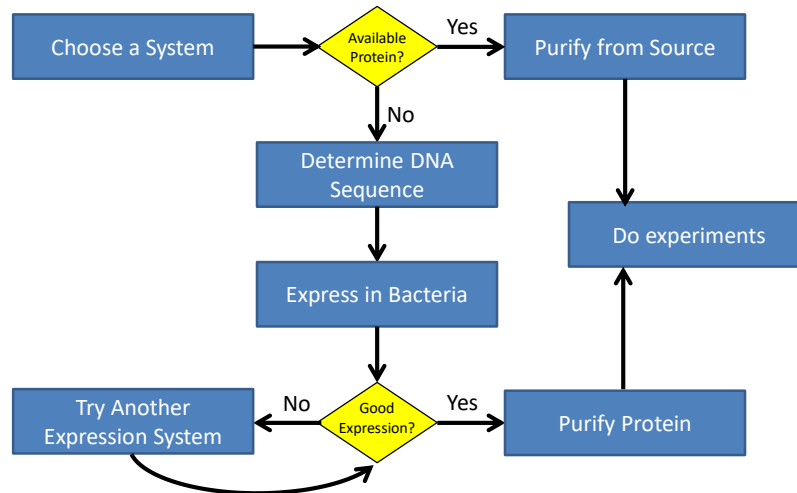 Choose a System
Available
Protein?
Yes
Purify from Source
No
Determine DNA
Sequence
Do experiments
Express in Bacteria
Try Another
Expression System
No
Good
Expression?
Yes
Purify Protein